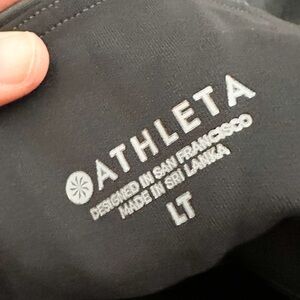 ATHLETA
DESIGNED IN SAN FRANCISCO
MADE IN SRI LANKA
LT